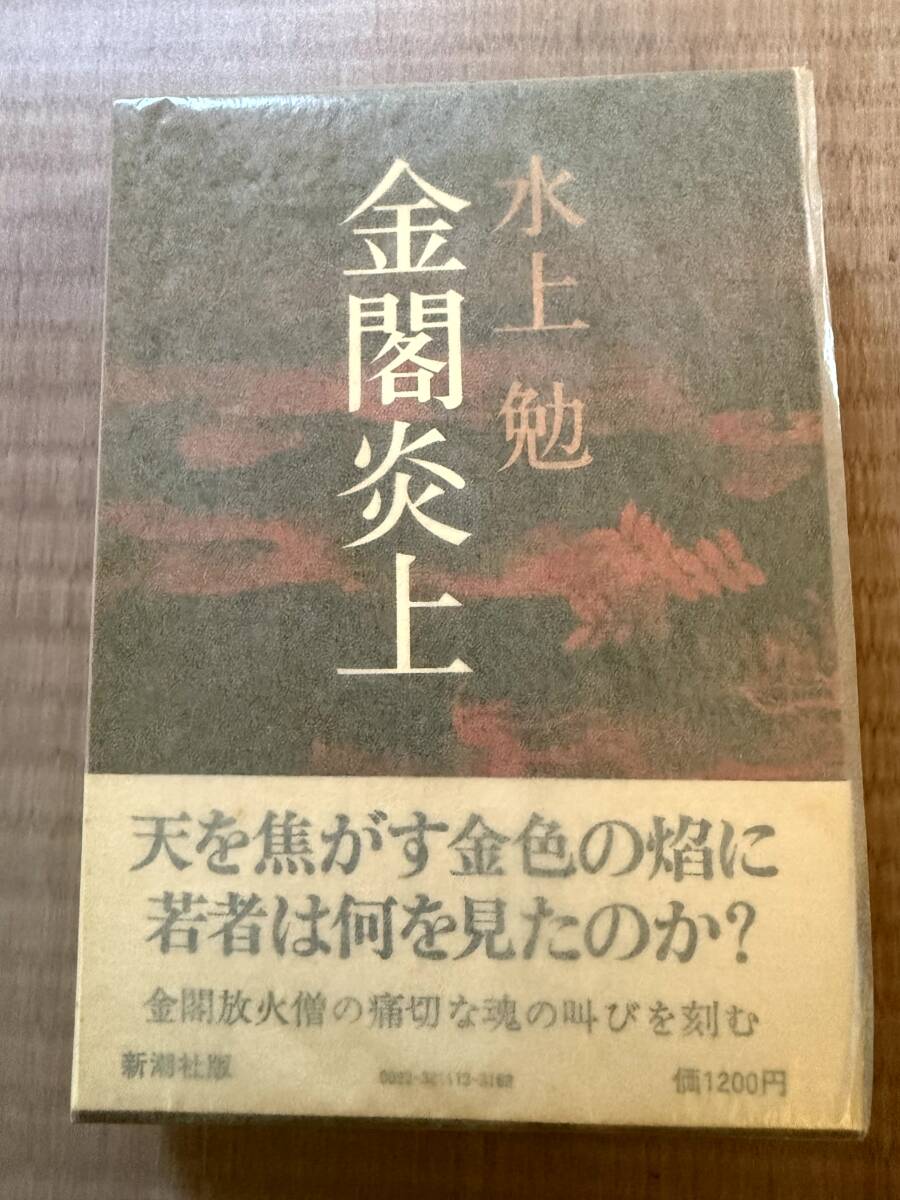 水上 勉
金閣炎上
天を焦がす金色の焔に
若者は何を見たのか?
金閣放火僧の痛切な魂の叫びを刻む
新潮社版
価1200円